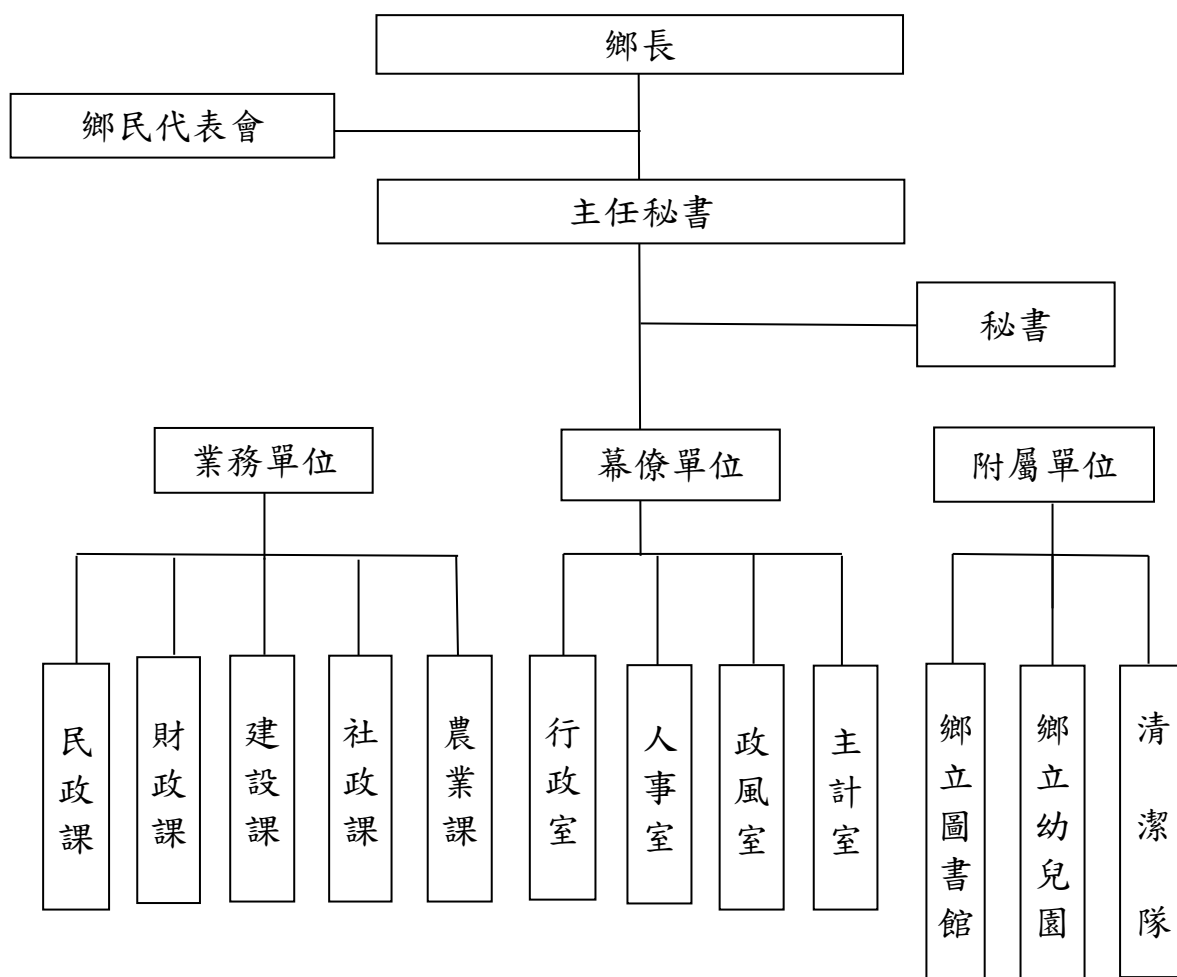 鄉長
鄉民代表會
主任秘書
秘書
業務單位
幕僚單位
附屬單位
民政課
財政課
建設課
社政課
農業課
行政室
人事室
政風室
主計室
鄉立圖書館
鄉立幼兒園
清潔隊